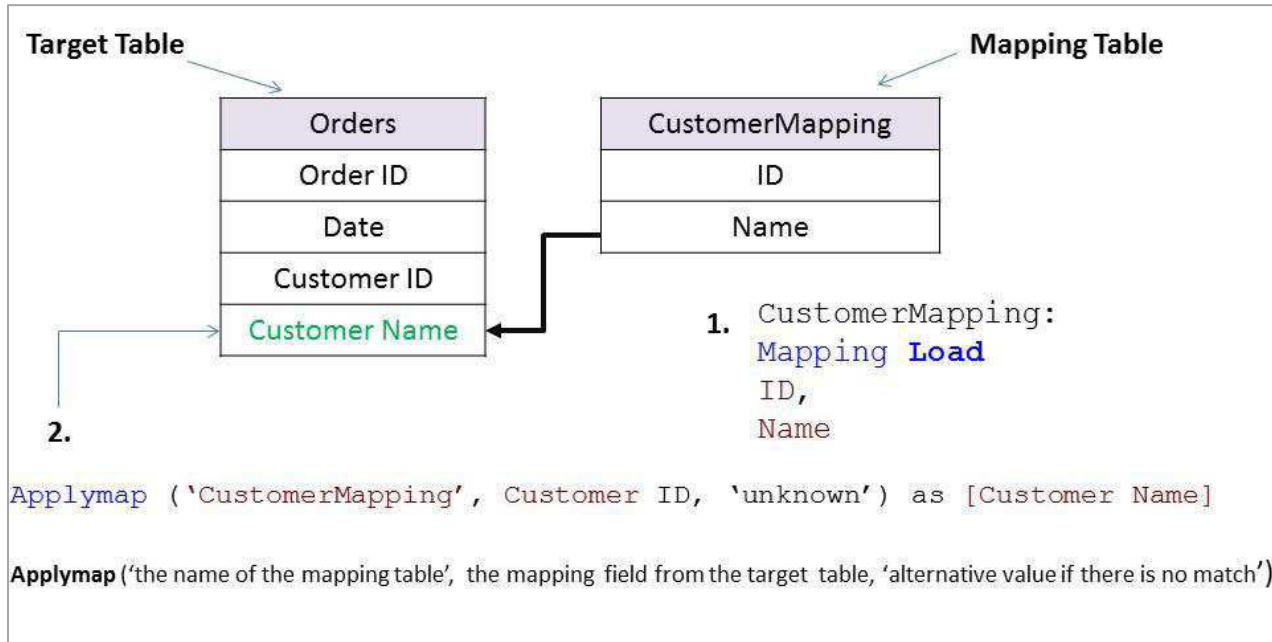 Target Table
Mapping Table
Orders
Order ID
Date
Customer ID
Customer Name
CustomerMapping
ID
Name
1.
CustomerMapping:
Mapping Load
ID,
Name
2.
Applymap (‘CustomerMapping’, Customer ID, ‘unknown’) as [Customer Name]
Applymap (‘the name of the mapping table’, the mapping field from the target table, ‘alternative value if there is no match’)